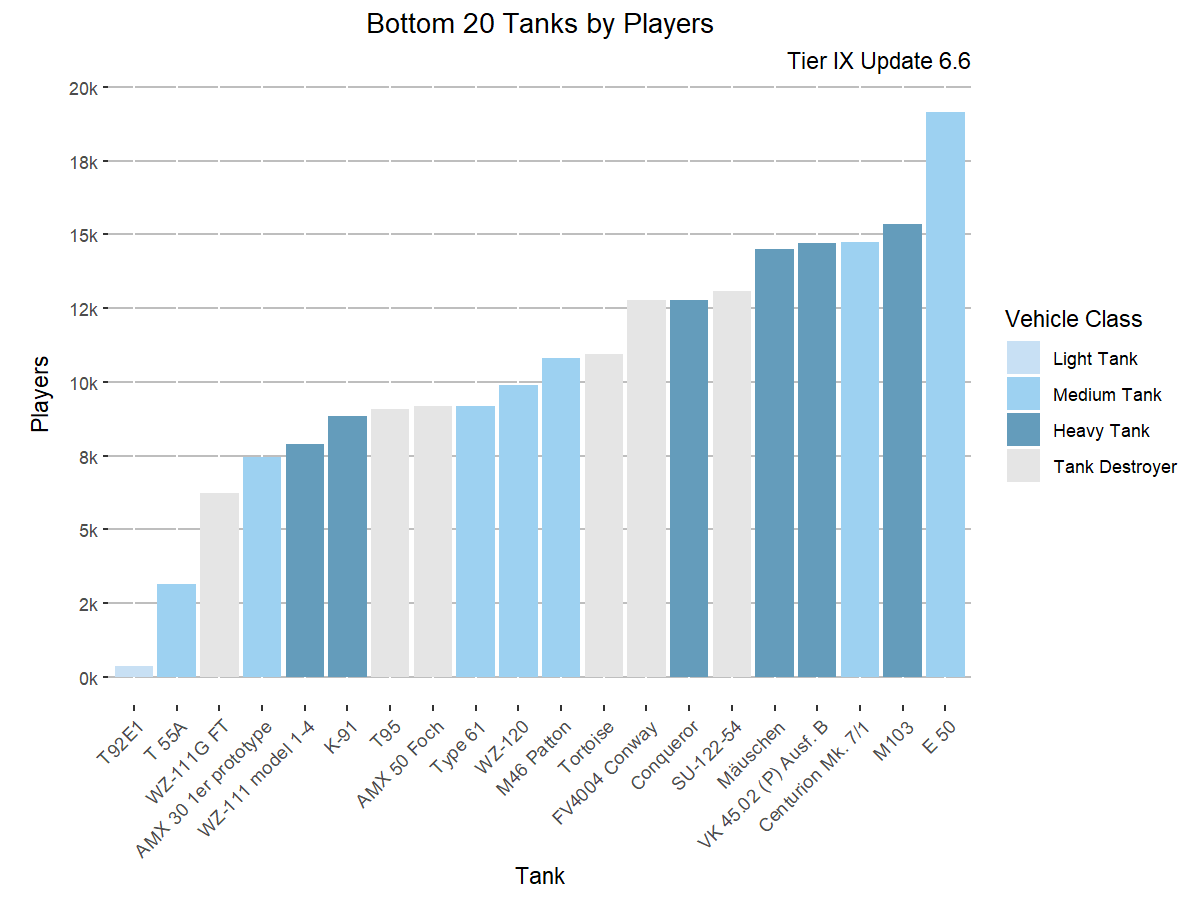 Bottom 20 Tanks by Players
Tier IX Update 6.6
20k
18k
15k
12k
10k
8k
5k
2k
0k
Players
T92E1
T 55A
WZ-111G FT
AMX 30 1er prototype
WZ-111 model 1-4
K-91
T95
AMX 50 Foch
Type 61
WZ-120
M46 Patton
Tortoise
FV4004 Conway
Conqueror
SU-122-54
Mäuschen
VK 45.02 (P) Ausf. B
Centurion Mk. 7/1
M103
E 50
Tank
Vehicle Class
Light Tank
Medium Tank
Heavy Tank
Tank Destroyer